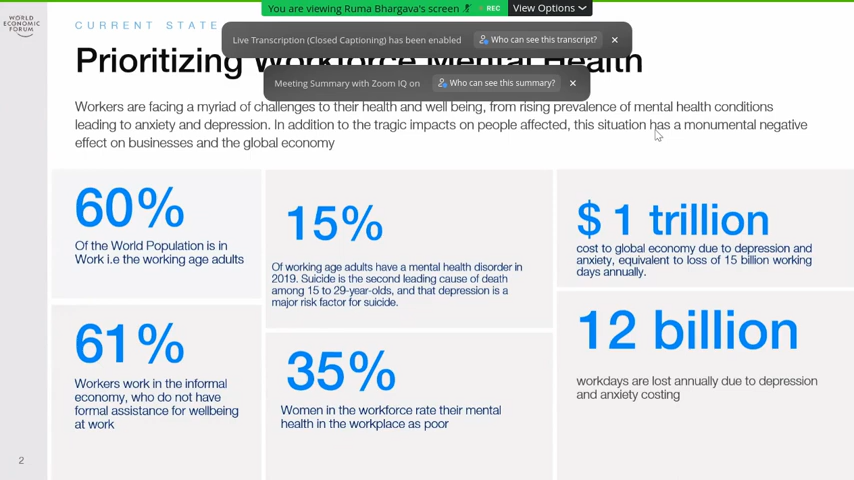 You are viewing Ruma Bhargava's screen
REC
View Options
WORLD
ECONOMIC
FORUM
CURRENT STATE
Live Transcription (Closed Captioning) has been enabled
Who can see this transcript?
Prioritizing Workforce Mental Health
Meeting Summary with Zoom IQ on
Who can see this summary?
Workers are facing a myriad of challenges to their health and well being, from rising prevalence of mental health conditions
leading to anxiety and depression. In addition to the tragic impacts on people affected, this situation has a monumental negative
effect on businesses and the global economy
60%
Of the World Population is in
Work i.e the working age adults
61%
Workers work in the informal
economy, who do not have
formal assistance for wellbeing
at work
15%
Of working age adults have a mental health disorder in
2019. Suicide is the second leading cause of death
among 15 to 29-year-olds, and that depression is a
major risk factor for suicide.
35%
Women in the workforce rate their mental
health in the workplace as poor
$ 1 trillion
cost to global economy due to depression and
anxiety, equivalent to loss of 15 billion working
days annually.
12 billion
workdays are lost annually due to depression
and anxiety costing
2